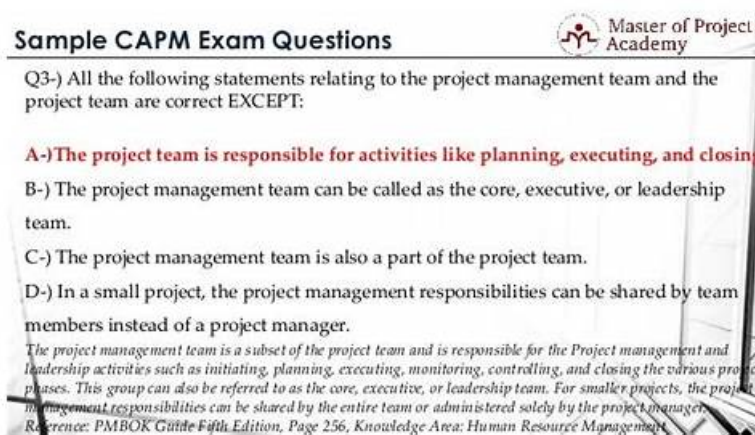 Sample CAPM Exam Questions
Master of Project
Academy
Q3-) All the following statements relating to the project management team and the
project team are correct EXCEPT:
A-)The project team is responsible for activities like planning, executing, and closing
B-) The project management team can be called as the core, executive, or leadership
team.
C-) The project management team is also a part of the project team.
D-) In a small project, the project management responsibilities can be shared by team
members instead of a project manager.
The project management team is a subset of the project team and is responsible for the Project management and
leadership activities such as initiating, planning, executing, monitoring, controlling, and closing the various
phases. This group can also be referred to as the core, executive, or leadership team. For smaller projects, the
management responsibilities can be shared by the entire team or administered solely by the project manager.
Reference: PMBOK Guide Fifth Edition, Page 256, Knowledge Area: Human Resource Management